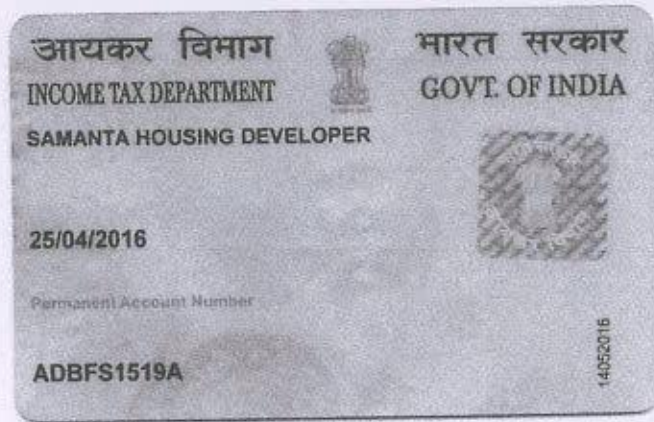 आयकर विभाग
INCOME TAX DEPARTMENT
भारत सरकार
GOVT. OF INDIA
SAMANTA HOUSING DEVELOPER
25/04/2016
Permanent Account Number
ADBFS1519A
14052016